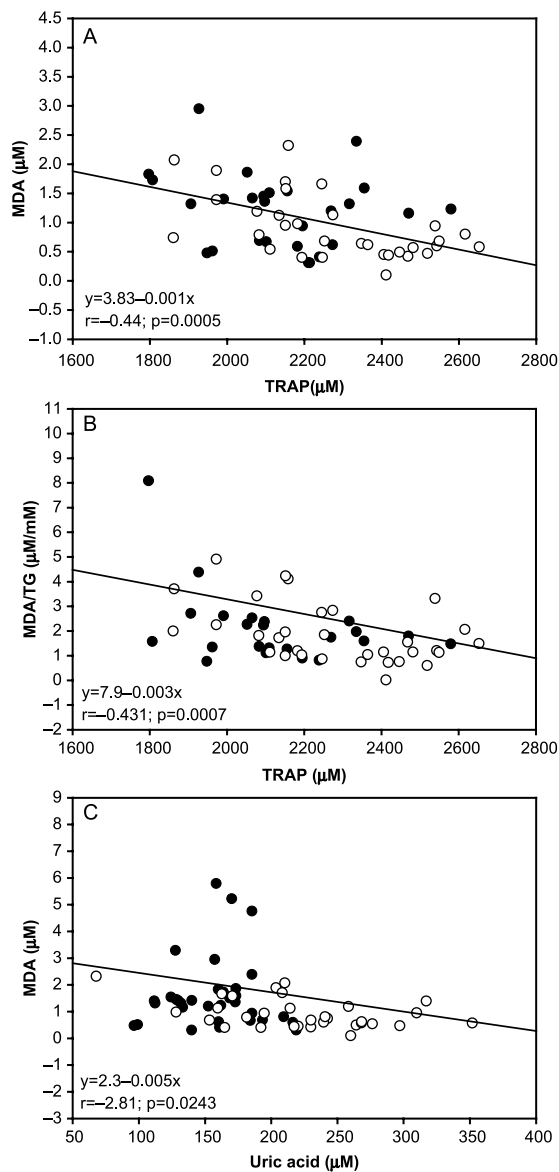 4.5
A
4.0
3.5
3.0
2.5
2.0
1.5
1.0
0.5
0.0
–0.5
–1.0
MDA (µM)
y=3.83–0.001x
r=–0.44; p=0.0005
1600 1800 2000 2200 2400 2600 2800
TRAP(µM)
11
B
10
9
8
7
6
5
4
3
2
1
0
–1
–2
MDA/TG (µM/mM)
y=7.9–0.003x
r=–0.431; p=0.0007
1600 1800 2000 2200 2400 2600 2800
TRAP (µM)
9
C
8
7
6
5
4
3
2
1
0
–1
–2
–3
MDA (µM)
y=2.3–0.005x
r=–2.81; p=0.0243
50 100 150 200 250 300 350 400
Uric acid (µM)